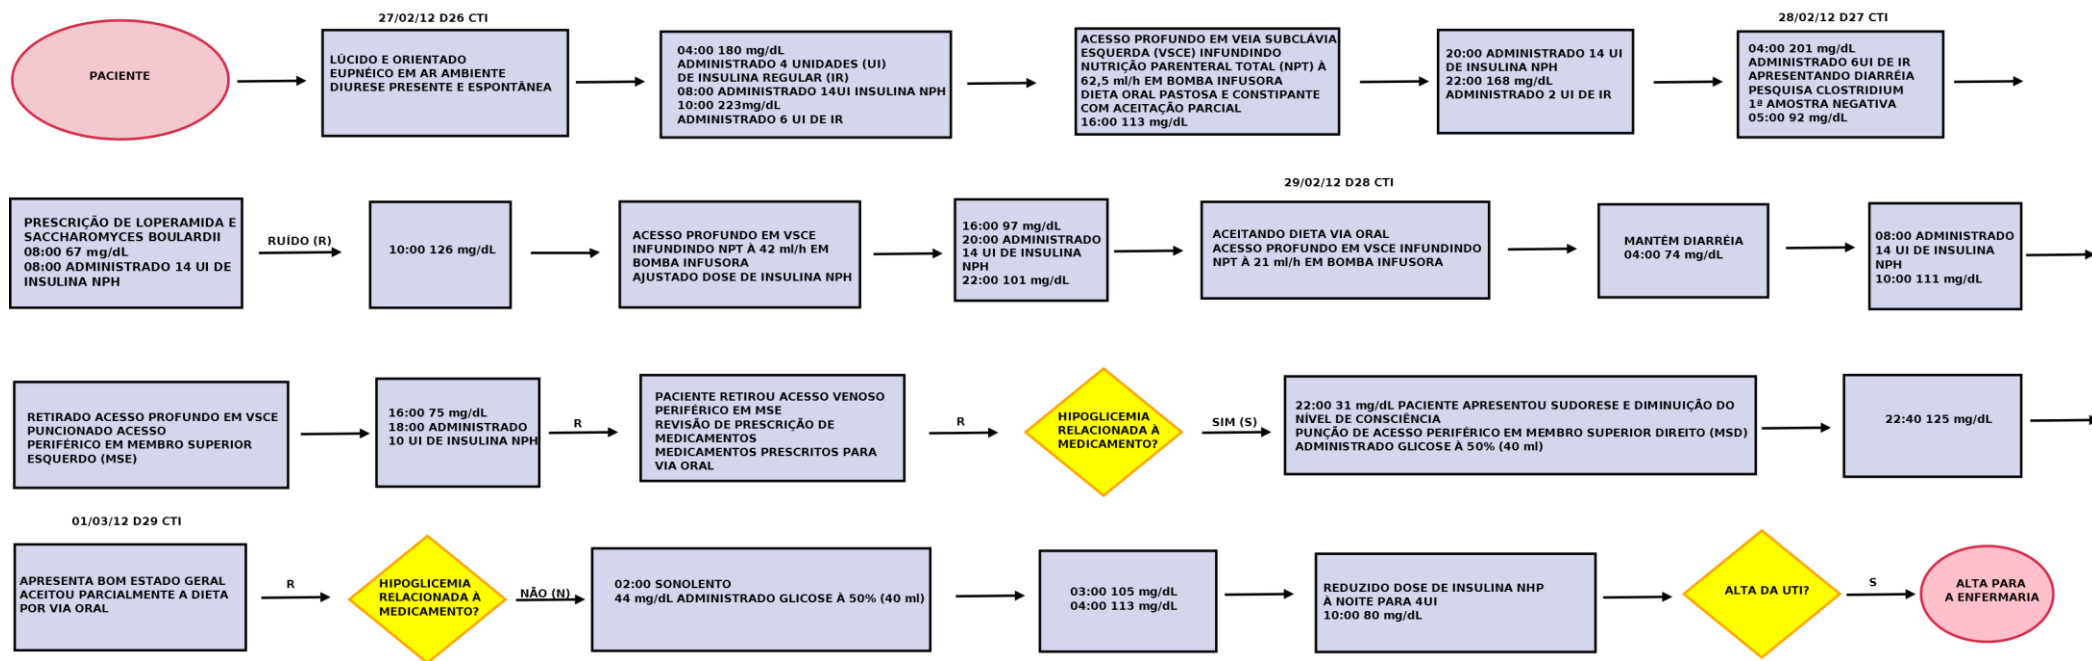 PACIENTE
27/02/12 D26 CTI
LÚCIDO E ORIENTADO
EUPNÉICO EM AR AMBIENTE
DIURESE PRESENTE E ESPONTÂNEA
04:00 180 mg/dL
ADMINISTRADO 4 UNIDADES (UI)
DE INSULINA REGULAR (IR)
08:00 ADMINISTRADO 14UI INSULINA NPH
10:00 223mg/dL
ADMINISTRADO 6 UI DE IR
ACESSO PROFUNDO EM VEIA SUBCLÁVIA
ESQUERDA (VSCE) INFUNDINDO
NUTRIÇÃO PARENTERAL TOTAL (NPT) À
62,5 ml/h EM BOMBA INFUSORA
DIETA ORAL PASTOSA E CONSTIPANTE
COM ACEITAÇÃO PARCIAL
16:00 113 mg/dL
20:00 ADMINISTRADO 14 UI
DE INSULINA NPH
22:00 168 mg/dL
ADMINISTRADO 2 UI DE IR
28/02/12 D27 CTI
04:00 201 mg/dL
ADMINISTRADO 6UI DE IR
APRESENTANDO DIARRÉIA
PESQUISA CLOSTRIDIUM
1ª AMOSTRA NEGATIVA
05:00 92 mg/dL
PRESCRIÇÃO DE LOPERAMIDA E
SACCHAROMYCES BOULARDII
08:00 67 mg/dL
08:00 ADMINISTRADO 14 UI DE
INSULINA NPH
RUÍDO (R)
10:00 126 mg/dL
ACESSO PROFUNDO EM VSCE
INFUNDINDO NPT À 42 ml/h EM
BOMBA INFUSORA
AJUSTADO DOSE DE INSULINA NPH
16:00 97 mg/dL
20:00 ADMINISTRADO
14 UI DE INSULINA
NPH
22:00 101 mg/dL
29/02/12 D28 CTI
ACEITANDO DIETA VIA ORAL
ACESSO PROFUNDO EM VSCE INFUNDINDO
NPT À 21 ml/h EM BOMBA INFUSORA
MANTÉM DIARRÉIA
04:00 74 mg/dL
08:00 ADMINISTRADO
14 UI DE INSULINA
NPH
10:00 111 mg/dL
RETIRADO ACESSO PROFUNDO EM VSCE
PUNCIONADO ACESSO
PERIFÉRICO EM MEMBRO SUPERIOR
ESQUERDO (MSE)
16:00 75 mg/dL
18:00 ADMINISTRADO
10 UI DE INSULINA NPH
R
PACIENTE RETIROU ACESSO VENOSO
PERIFÉRICO EM MSE
REVISÃO DE PRESCRIÇÃO DE
MEDICAMENTOS
MEDICAMENTOS PRESCRITOS PARA
VIA ORAL
R
HIPOGLICEMIA
RELACIONADA À
MEDICAMENTO?
SIM (S)
22:00 31 mg/dL PACIENTE APRESENTOU SUDORESE E DIMINUIÇÃO DO
NÍVEL DE CONSCIÊNCIA
PUNÇÃO DE ACESSO PERIFÉRICO EM MEMBRO SUPERIOR DIREITO (MSD)
ADMINISTRADO GLICOSE À 50% (40 ml)
22:40 125 mg/dL
01/03/12 D29 CTI
APRESENTA BOM ESTADO GERAL
ACEITOU PARCIALMENTE A DIETA
POR VIA ORAL
R
HIPOGLICEMIA
RELACIONADA À
MEDICAMENTO?
NÃO (N)
02:00 SONOLENTO
44 mg/dL ADMINISTRADO GLICOSE À 50% (40 ml)
03:00 105 mg/dL
04:00 113 mg/dL
REDUZIDO DOSE DE INSULINA NHP
À NOITE PARA 4UI
10:00 80 mg/dL
ALTA DA UTI?
S
ALTA PARA
A ENFERMARIA